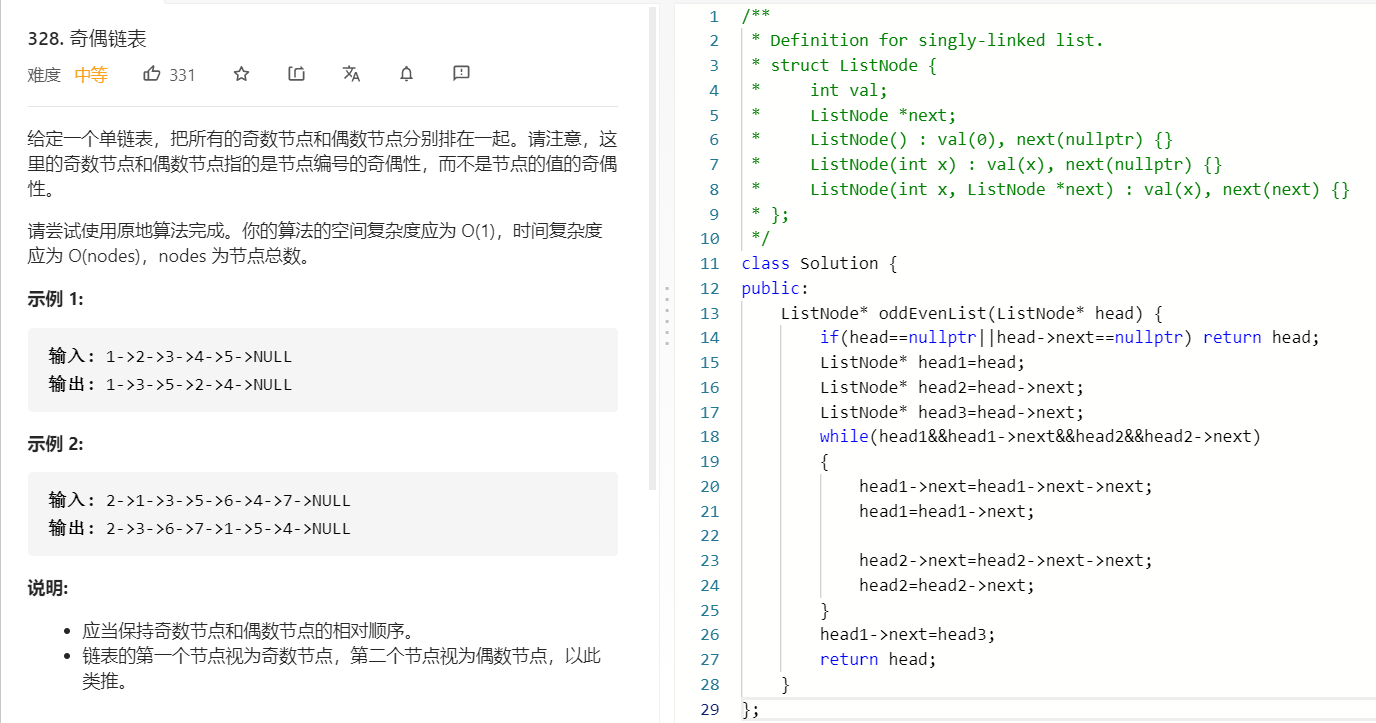 328. 奇偶链表
难度 中等 331
给定一个单链表，把所有的奇数节点和偶数节点分别排在一起。请注意，这
里的奇数节点和偶数节点指的是节点编号的奇偶性，而不是节点的值的奇偶
性。
请尝试使用原地算法完成。你的算法的空间复杂度应为 O(1)，时间复杂度
应为 O(nodes)，nodes 为节点总数。
示例 1:
输入: 1->2->3->4->5->NULL
输出: 1->3->5->2->4->NULL
示例 2:
输入: 2->1->3->5->6->4->7->NULL
输出: 2->3->6->7->1->5->4->NULL
说明:
• 应当保持奇数节点和偶数节点的相对顺序。
• 链表的第一个节点视为奇数节点，第二个节点视为偶数节点，以此
类推。
1 /**
2  * Definition for singly-linked list.
3  * struct ListNode {
4  *     int val;
5  *     ListNode *next;
6  *     ListNode() : val(0), next(nullptr) {}
7  *     ListNode(int x) : val(x), next(nullptr) {}
8  *     ListNode(int x, ListNode *next) : val(x), next(next) {}
9  * };
10  */
11 class Solution {
12 public:
13     ListNode* oddEvenList(ListNode* head) {
14         if(head==nullptr||head->next==nullptr) return head;
15         ListNode* head1=head;
16         ListNode* head2=head->next;
17         ListNode* head3=head->next;
18         while(head1&&head1->next&&head2&&head2->next)
19         {
20             head1->next=head1->next->next;
21             head1=head1->next;
22
23             head2->next=head2->next->next;
24             head2=head2->next;
25         }
26         head1->next=head3;
27         return head;
28     }
29 };